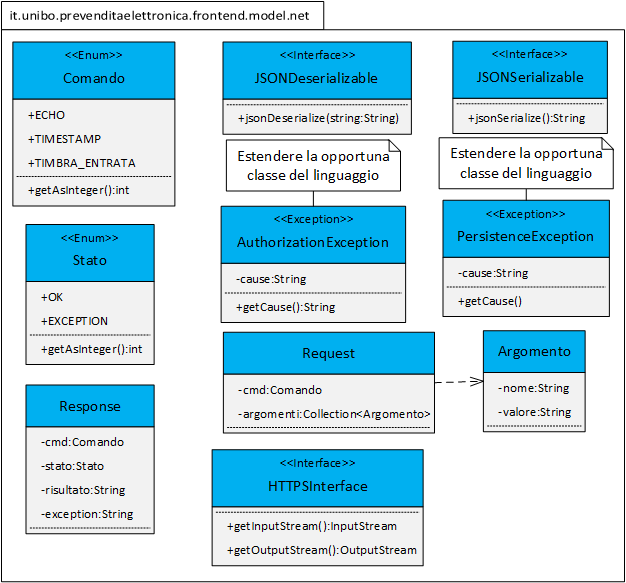 it.unibo.prevenditaelettronica.frontend.model.net
<<Enum>>
Comando
+ECHO
+TIMESTAMP
+TIMBRA_ENTRATA
+getAsInteger():int
<<Interface>>
JSONDeserializable
+jsonDeserialize(string:String)
<<Interface>>
JSONSerializable
+jsonSerialize():String
Estendere la opportuna
classe del linguaggio
Estendere la opportuna
classe del linguaggio
<<Exception>>
AuthorizationException
-cause:String
+getCause():String
<<Exception>>
PersistenceException
-cause:String
+getCause()
<<Enum>>
Stato
+OK
+EXCEPTION
+getAsInteger():int
Request
-cmd:Comando
-argomenti:Collection<Argomento>
Argomento
-nome:String
-valore:String
Response
-cmd:Comando
-stato:Stato
-risultato:String
-exception:String
<<Interface>>
HTTPSInterface
+getInputStream():InputStream
+getOutputStream():OutputStream